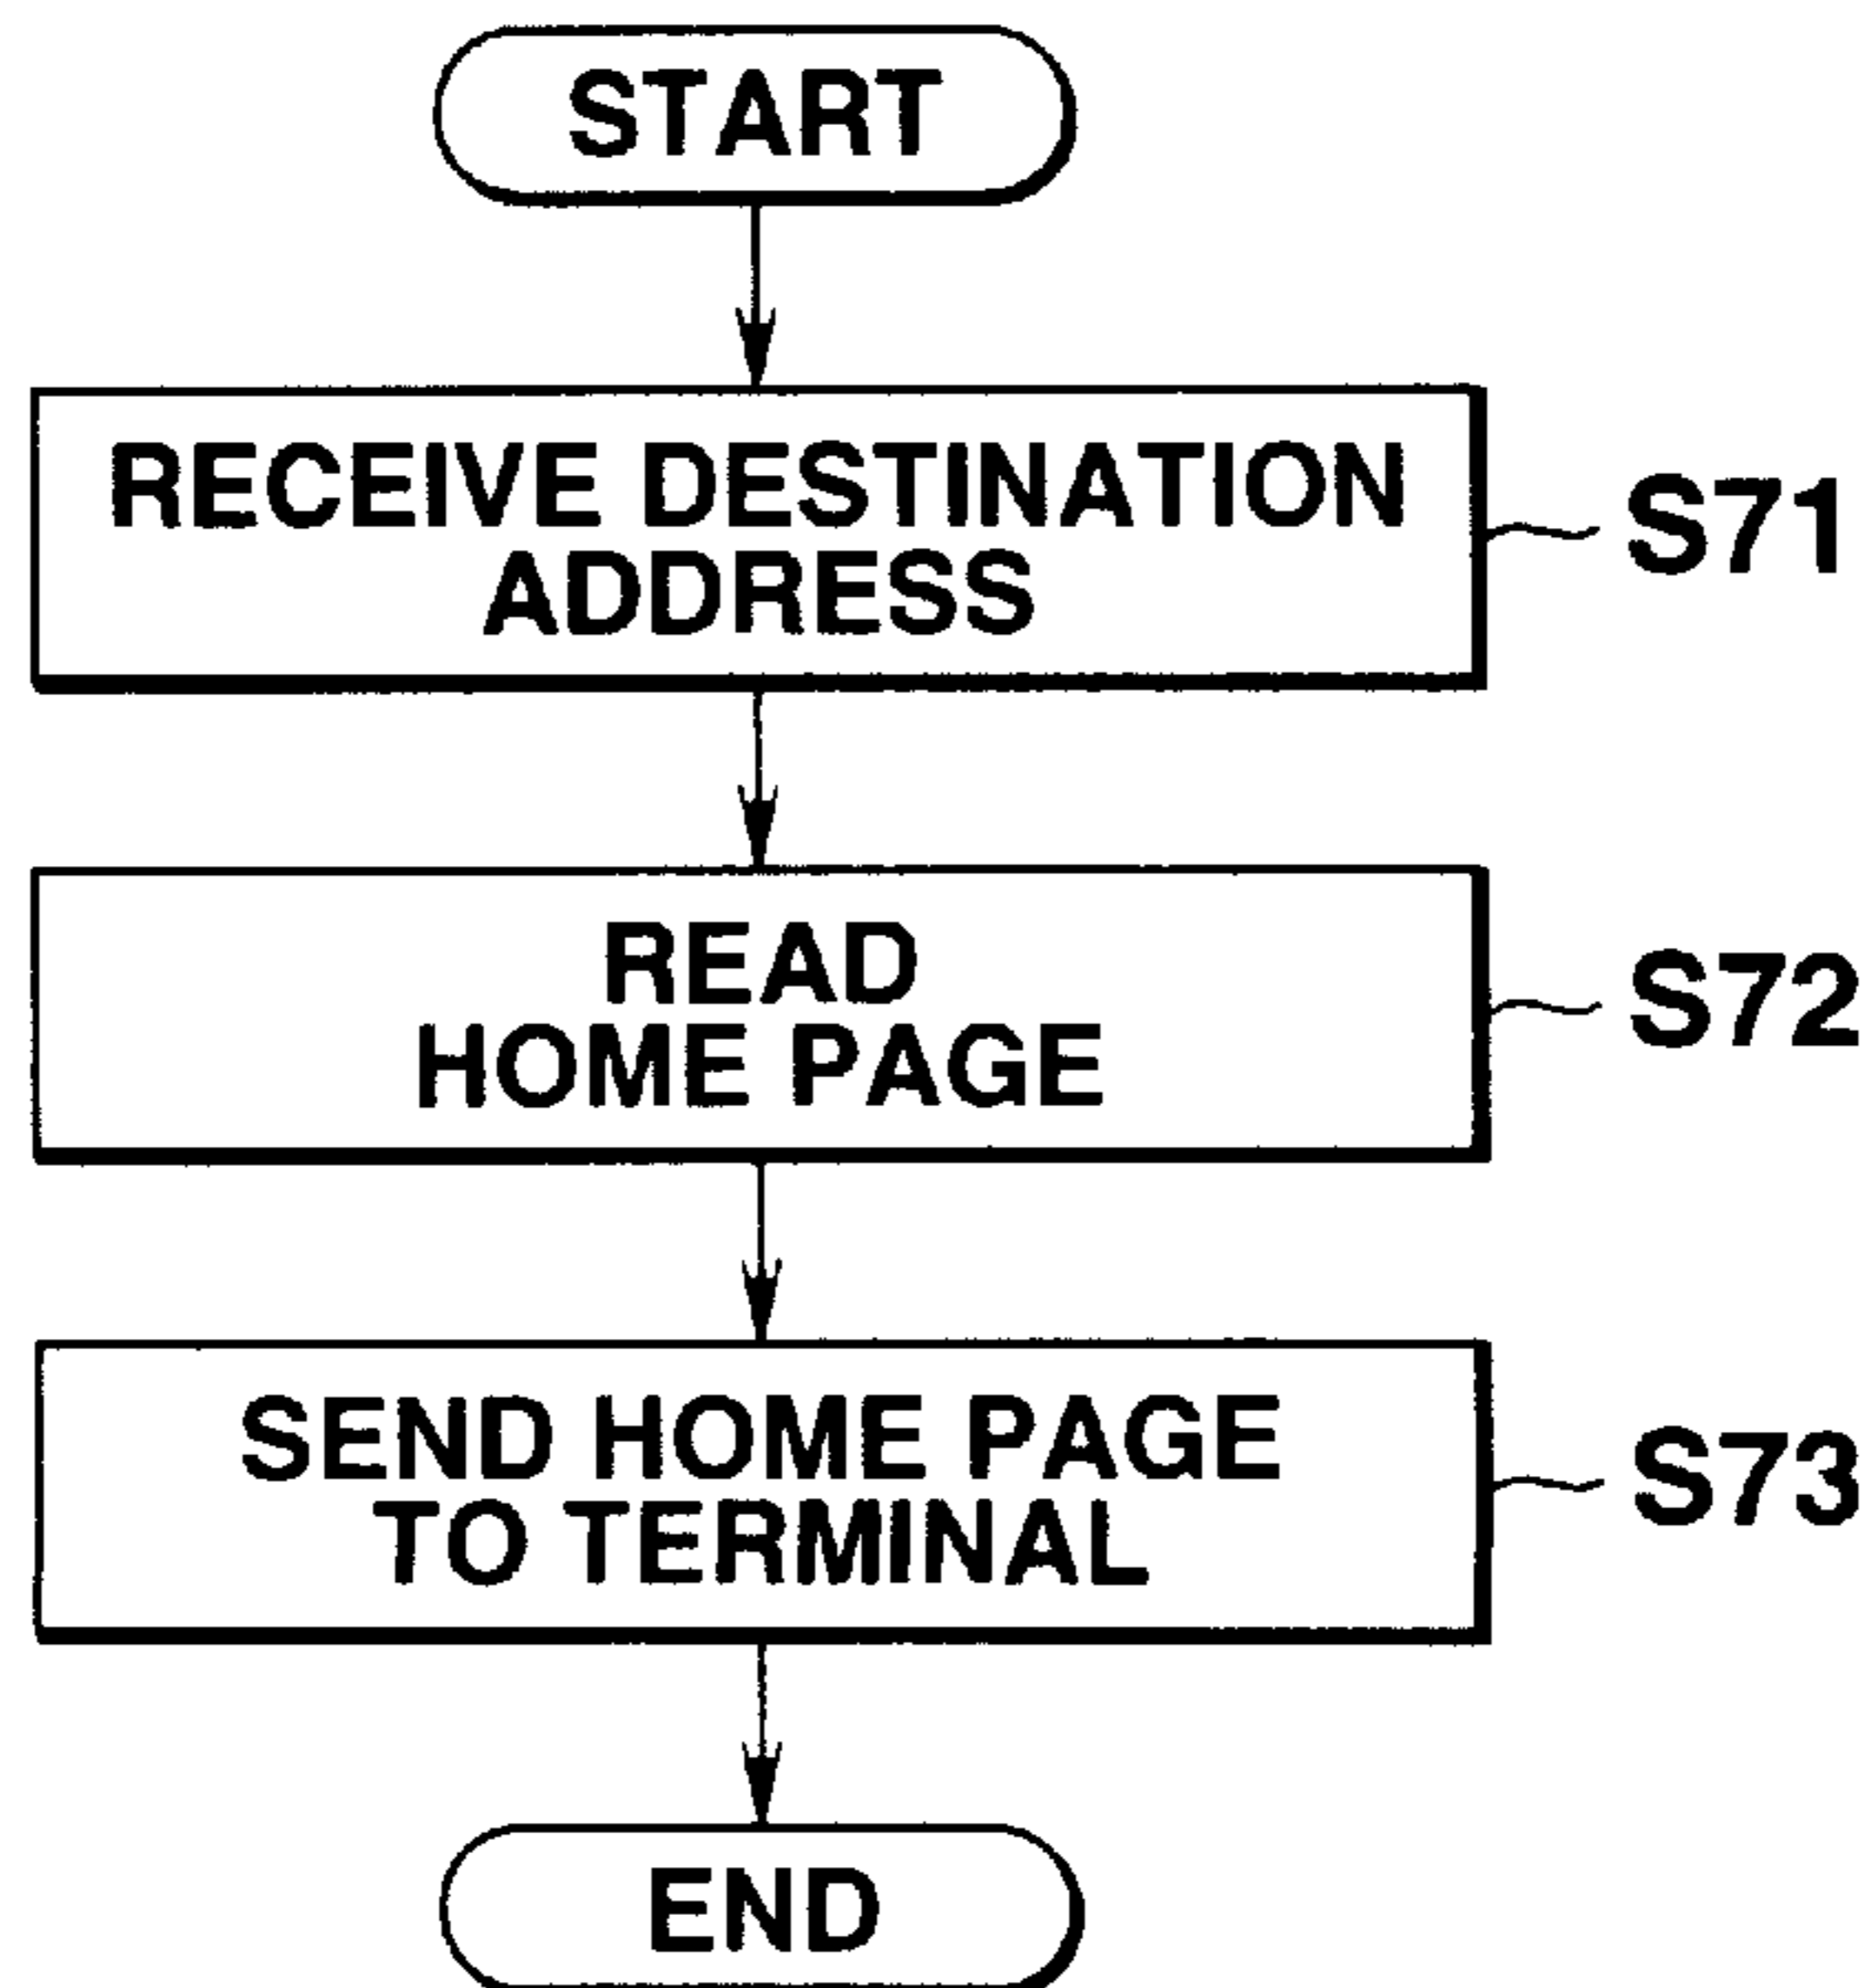 START
RECEIVE DESTINATION
ADDRESS
S71
READ
HOME PAGE
S72
SEND HOME PAGE
TO TERMINAL
S73
END